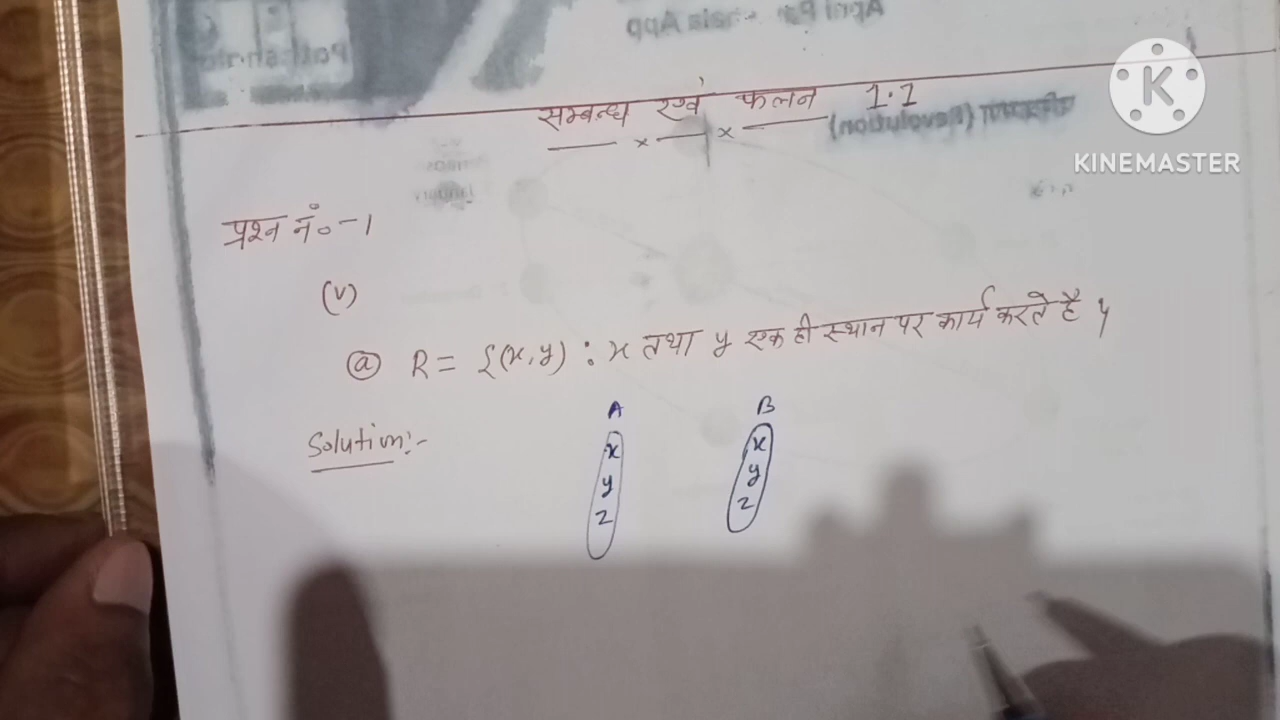 सम्बन्ध एवं फलन 1.1
KINEMASTER
प्रश्न नं०-1
(v)
(a) R = {(x,y) : x तथा y एक ही स्थान पर कार्य करते है }
Solution:-
A B
x x
y y
z z